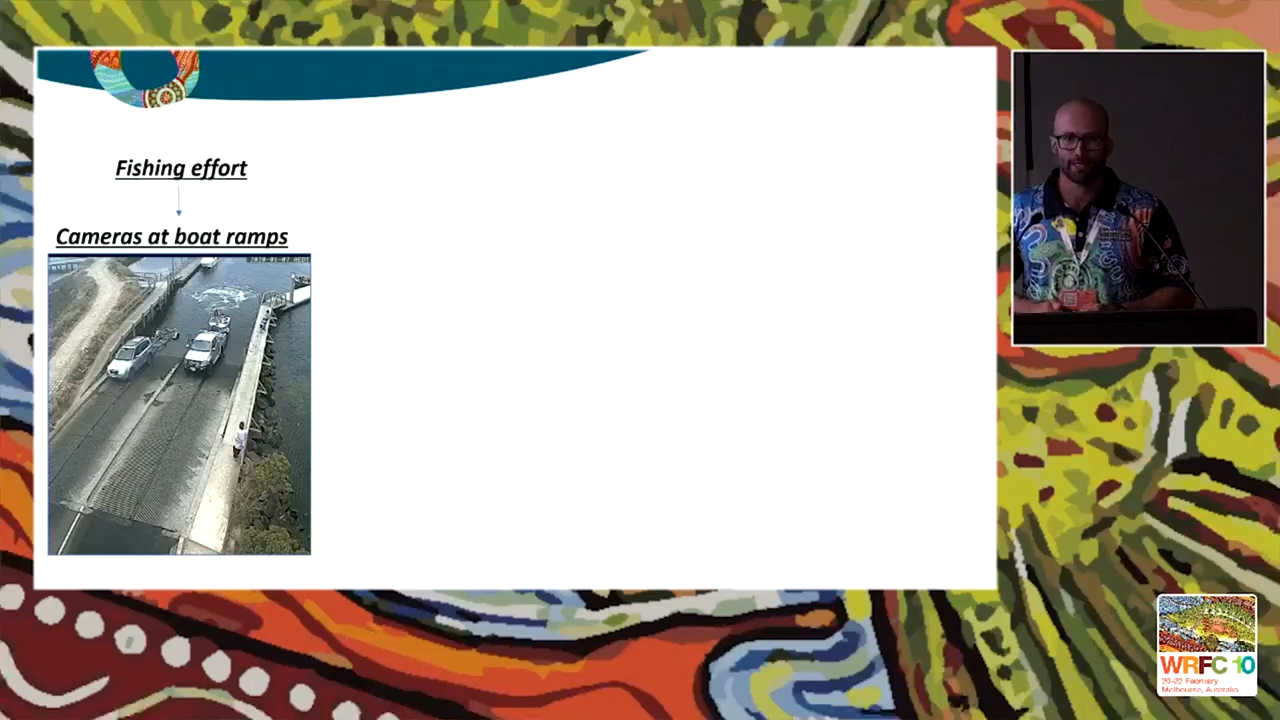 Fishing effort
Cameras at boat ramps
WRFC 10
20-22 February
Melbourne, Australia